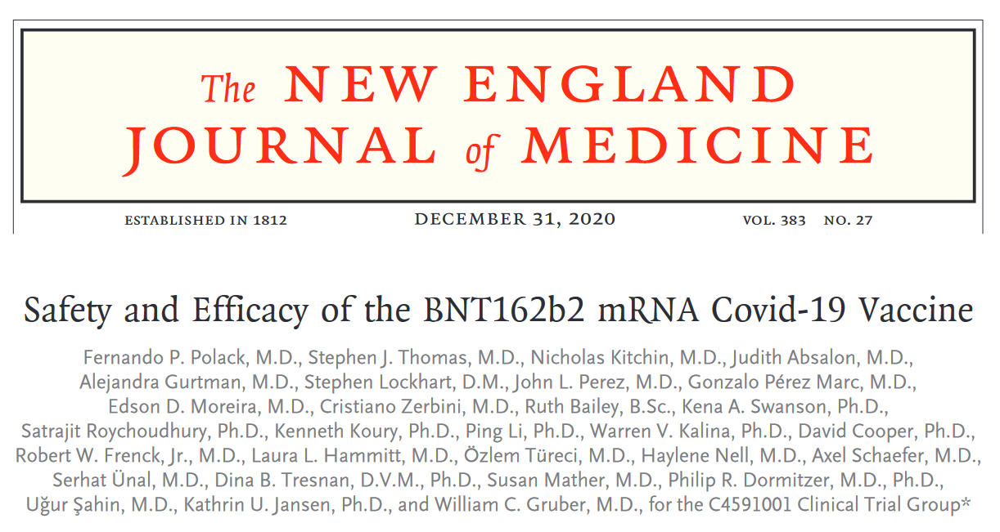 The NEW ENGLAND
JOURNAL of MEDICINE
ESTABLISHED IN 1812 DECEMBER 31, 2020 VOL. 383 NO. 27
Safety and Efficacy of the BNT162b2 mRNA Covid-19 Vaccine
Fernando P. Polack, M.D., Stephen J. Thomas, M.D., Nicholas Kitchin, M.D., Judith Absalon, M.D.,
Alejandra Gurtman, M.D., Stephen Lockhart, D.M., John L. Perez, M.D., Gonzalo Pérez Marc, M.D.,
Edson D. Moreira, M.D., Cristiano Zerbini, M.D., Ruth Bailey, B.Sc., Kena A. Swanson, Ph.D.,
Satrajit Roychoudhury, Ph.D., Kenneth Koury, Ph.D., Ping Li, Ph.D., Warren V. Kalina, Ph.D., David Cooper, Ph.D.,
Robert W. Frenck, Jr., M.D., Laura L. Hammitt, M.D., Özlem Türeci, M.D., Haylene Nell, M.D., Axel Schaefer, M.D.,
Serhat Ünal, M.D., Dina B. Tresnan, D.V.M., Ph.D., Susan Mather, M.D., Philip R. Dormitzer, M.D., Ph.D.,
Uğur Şahin, M.D., Kathrin U. Jansen, Ph.D., and William C. Gruber, M.D., for the C4591001 Clinical Trial Group*